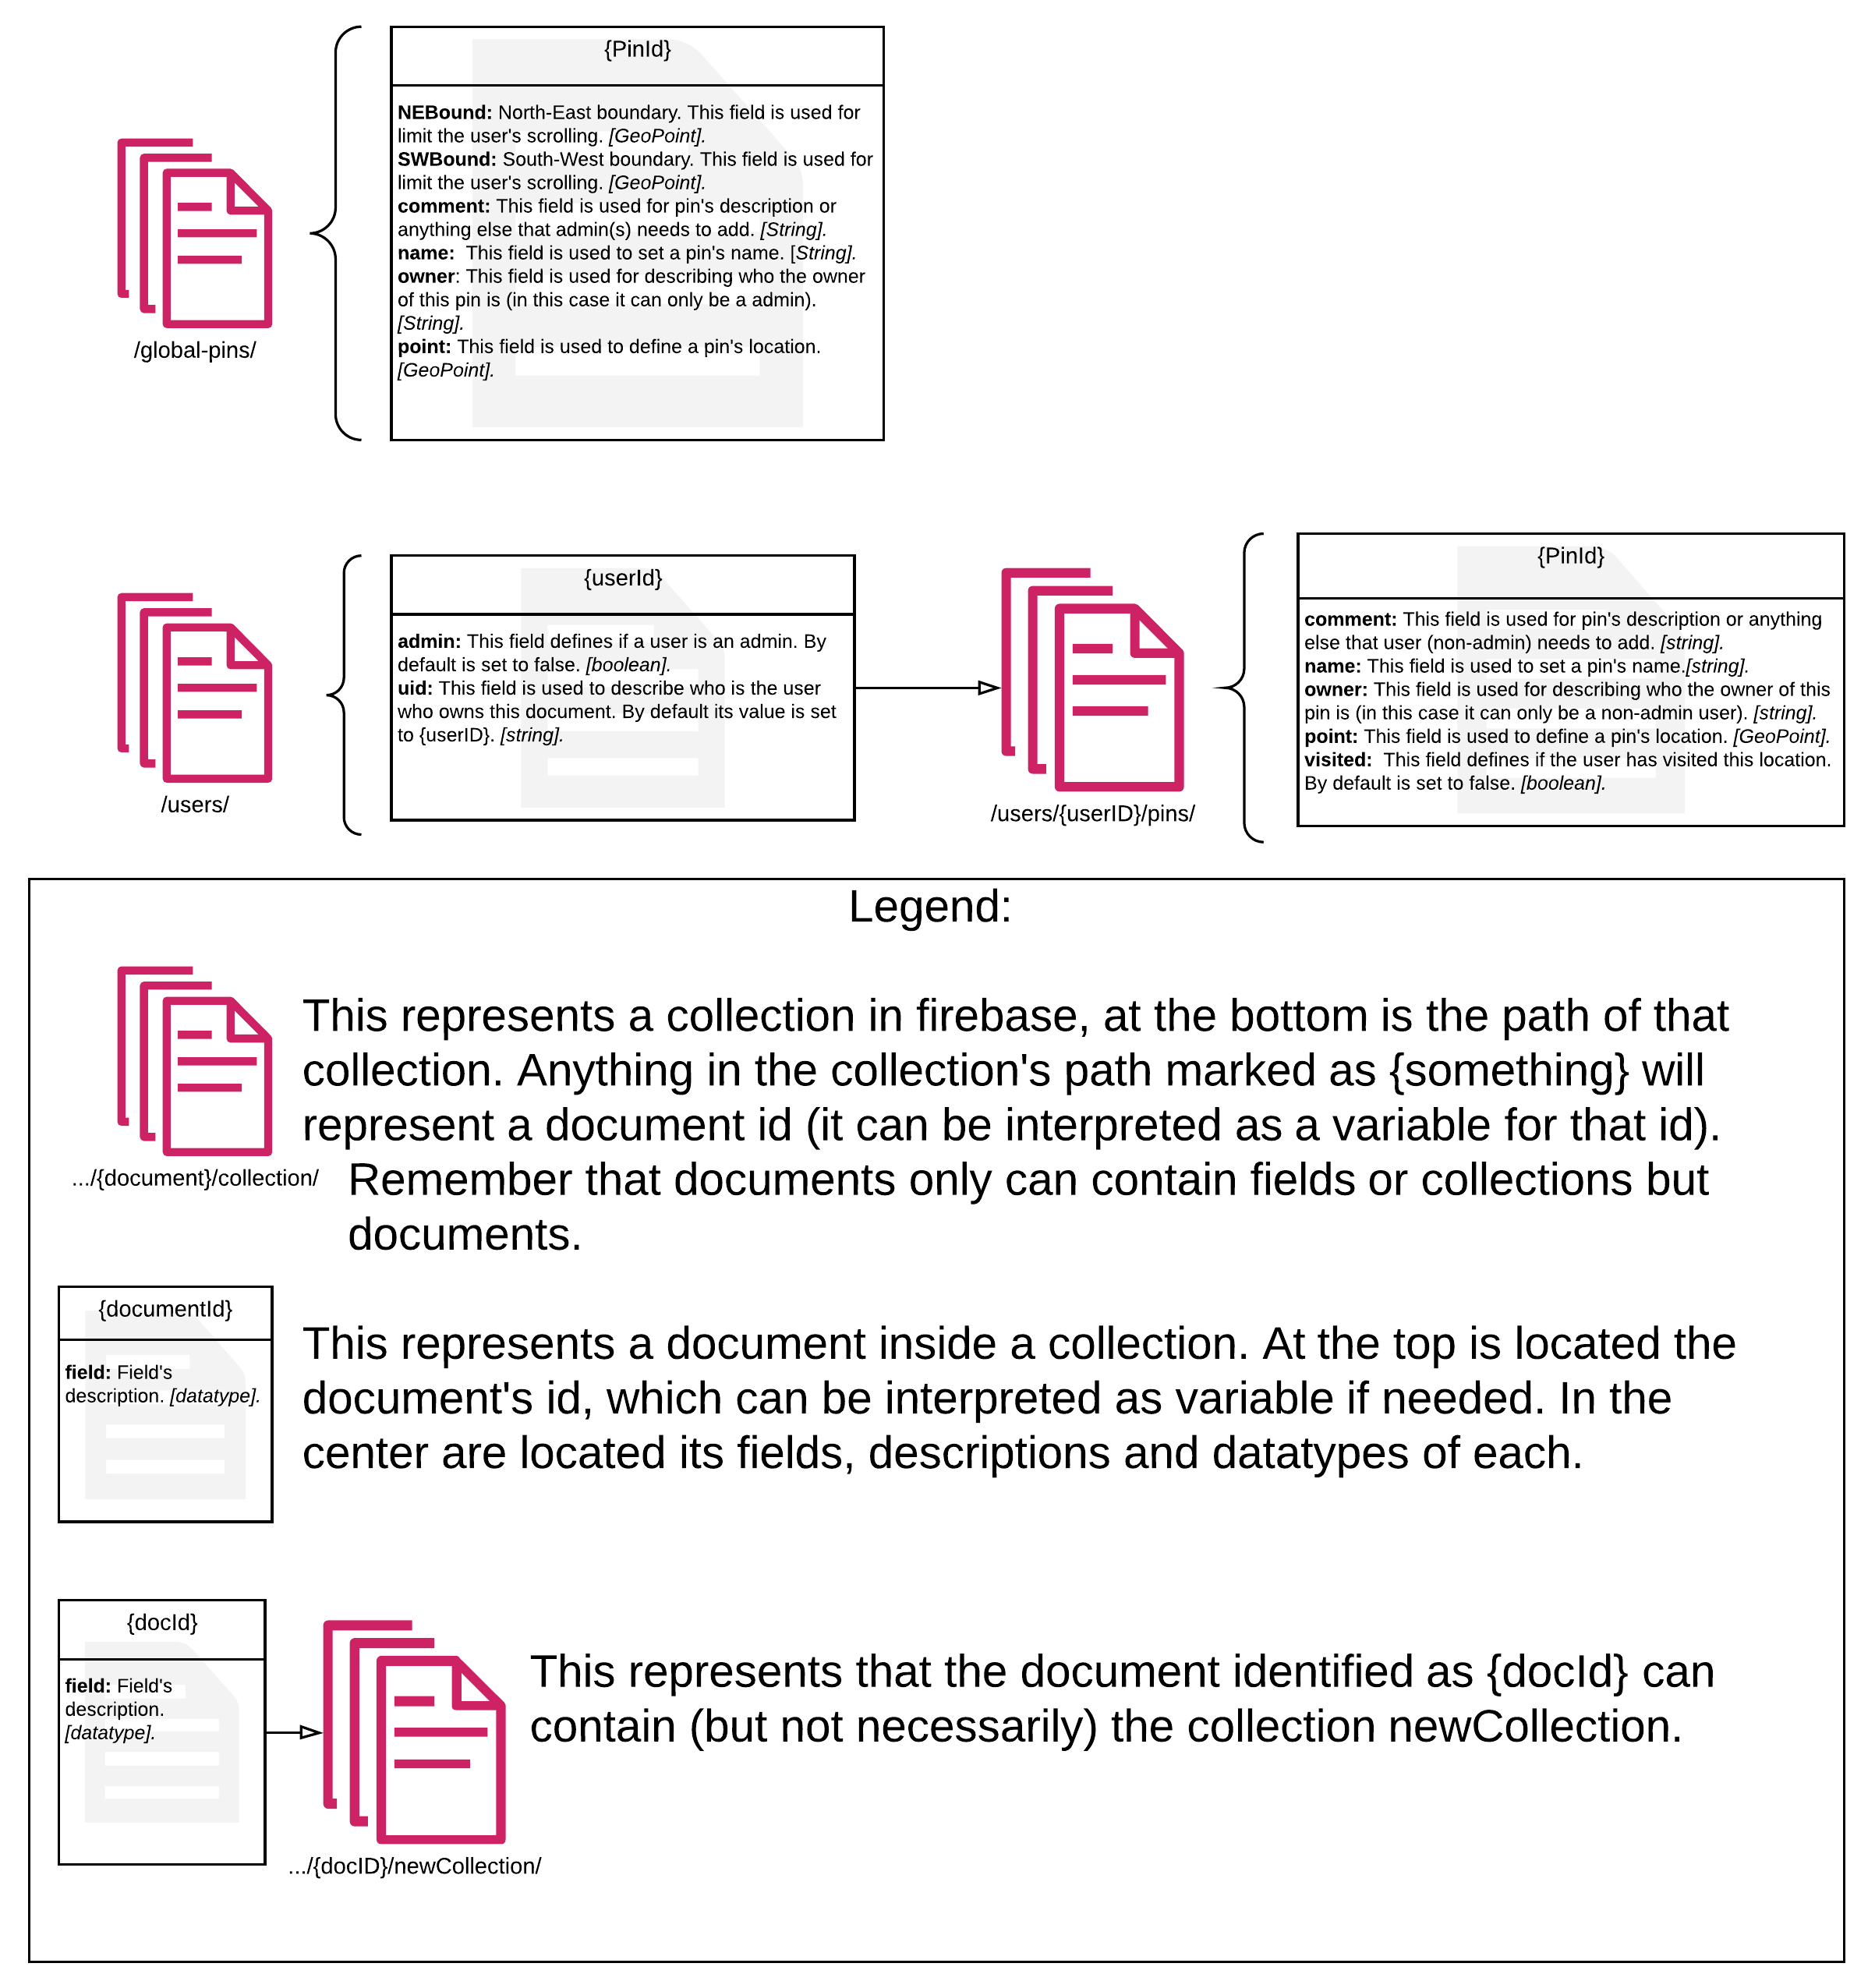 {PinId}
NEBound: North-East boundary. This field is used for
limit the user's scrolling. [GeoPoint].
SWBound: South-West boundary. This field is used for
limit the user's scrolling. [GeoPoint].
comment: This field is used for pin's description or
anything else that admin(s) needs to add. [String].
name:  This field is used to set a pin's name. [String].
owner: This field is used for describing who the owner
of this pin is (in this case it can only be a admin).
[String].
point: This field is used to define a pin's location.
[GeoPoint].
/global-pins/
{userId}
admin: This field defines if a user is an admin. By
default is set to false. [boolean].
uid: This field is used to describe who is the user
who owns this document. By default its value is set
to {userID}. [string].
/users/
{PinId}
comment: This field is used for pin's description or anything
else that user (non-admin) needs to add. [string].
name: This field is used to set a pin's name.[string].
owner: This field is used for describing who the owner of this
pin is (in this case it can only be a non-admin user). [string].
point: This field is used to define a pin's location. [GeoPoint].
visited:  This field defines if the user has visited this location.
By default is set to false. [boolean].
/users/{userID}/pins/
Legend:
This represents a collection in firebase, at the bottom is the path of that
collection. Anything in the collection's path marked as {something} will
represent a document id (it can be interpreted as a variable for that id).
Remember that documents only can contain fields or collections but
documents.
.../{document}/collection/
{documentId}
field: Field's
description. [datatype].
This represents a document inside a collection. At the top is located the
document's id, which can be interpreted as variable if needed. In the
center are located its fields, descriptions and datatypes of each.
{docId}
field: Field's
description.
[datatype].
This represents that the document identified as {docId} can
contain (but not necessarily) the collection newCollection.
.../{docID}/newCollection/